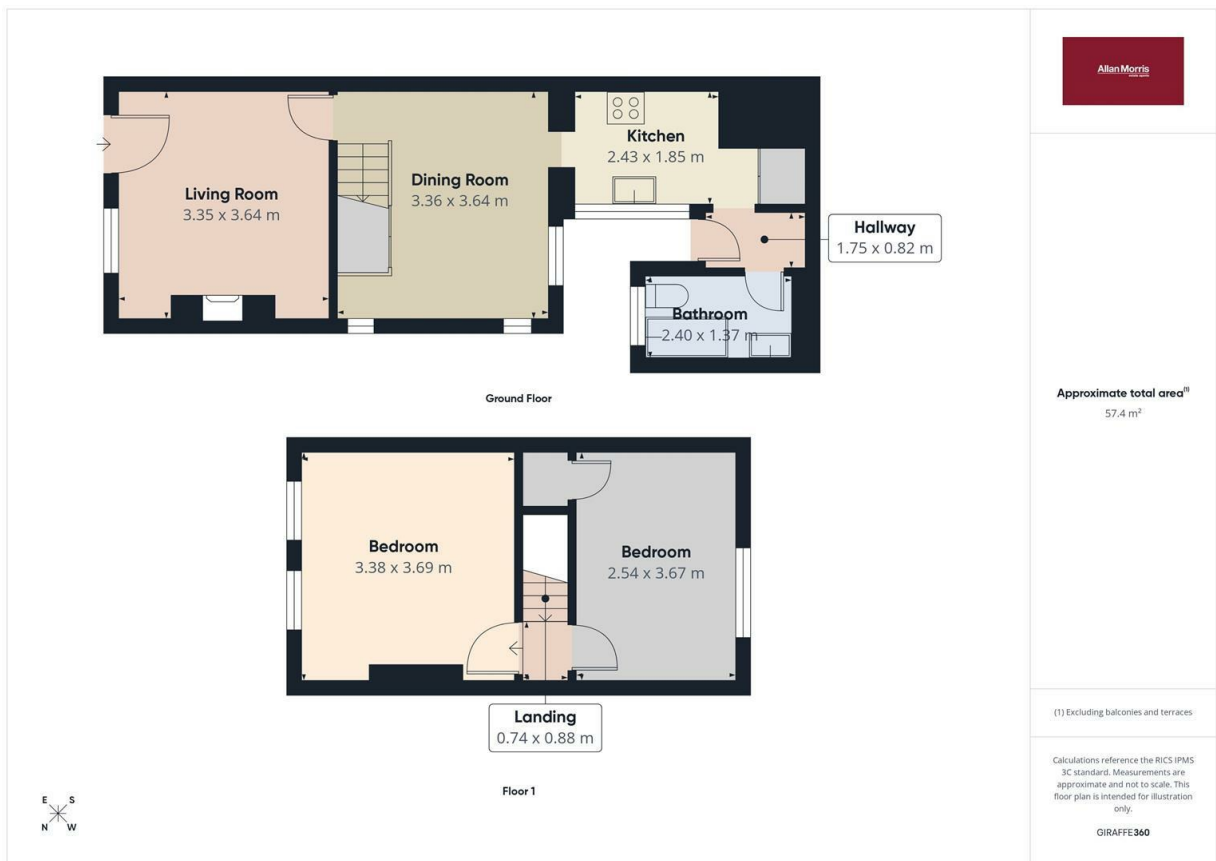 Allan Morris
estate agents
Kitchen
2.43 x 1.85 m
Living Room
3.35 x 3.64 m
Dining Room
3.36 x 3.64 m
Hallway
1.75 x 0.82 m
Bathroom
2.40 x 1.37 m
Ground Floor
Approximate total area(1)
57.4 m²
Bedroom
3.38 x 3.69 m
Bedroom
2.54 x 3.67 m
Landing
0.74 x 0.88 m
Floor 1
E S
N W
(1) Excluding balconies and terraces
Calculations reference the RICS IPMS
3C standard. Measurements are
approximate and not to scale. This
floor plan is intended for illustration
only.
GIRAFFE360